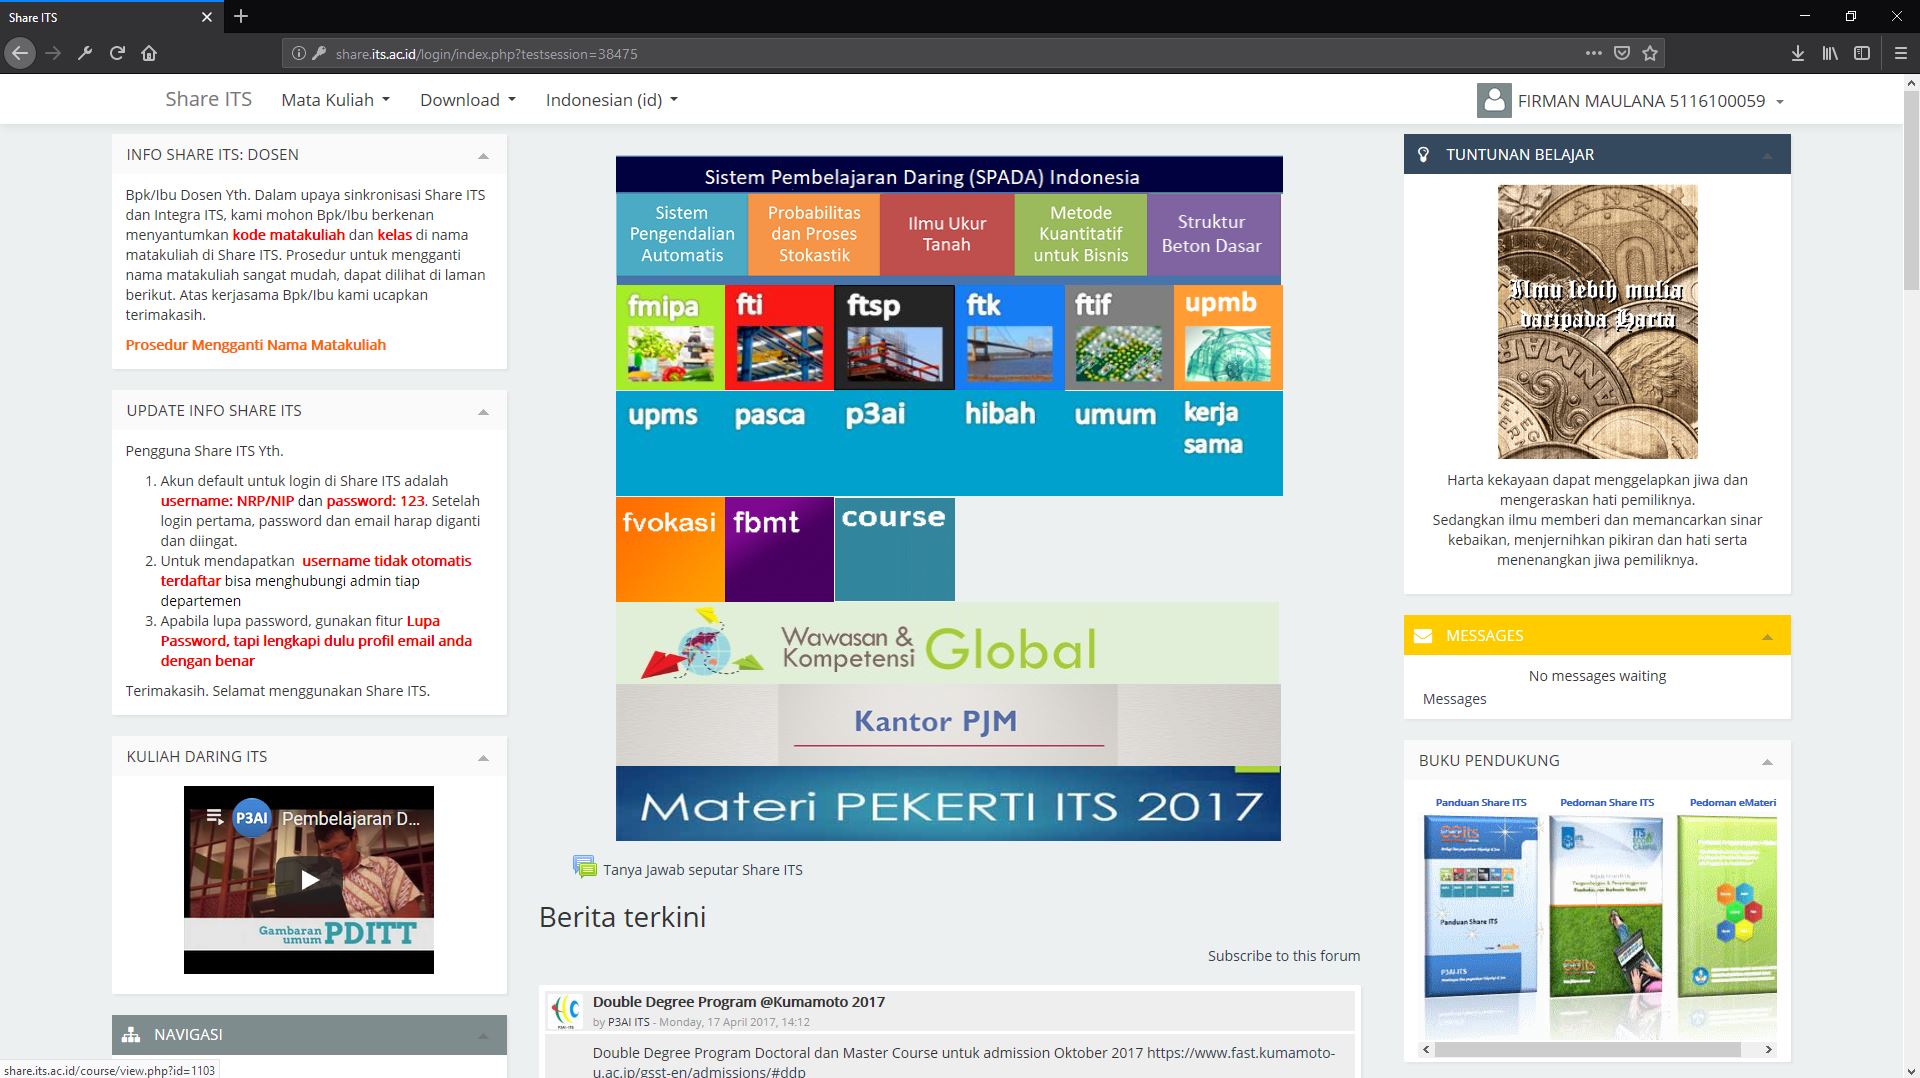 Share ITS
share.its.ac.id/login/index.php?testsession=38475
Share ITS
Mata Kuliah
Download
Indonesian (id)
FIRMAN MAULANA 5116100059
INFO SHARE ITS: DOSEN
Bpk/Ibu Dosen Yth. Dalam upaya sinkronisasi Share ITS
dan Integra ITS, kami mohon Bpk/Ibu berkenan
menyantumkan kode matakuliah dan kelas di nama
matakuliah di Share ITS. Prosedur untuk mengganti
nama matakuliah sangat mudah, dapat dilihat di laman
berikut. Atas kerjasama Bpk/Ibu kami ucapkan
terimakasih.
Prosedur Mengganti Nama Matakuliah
UPDATE INFO SHARE ITS
Pengguna Share ITS Yth.
1. Akun default untuk login di Share ITS adalah
username: NRP/NIP dan password: 123. Setelah
login pertama, password dan email harap diganti
dan diingat.
2. Untuk mendapatkan username tidak otomatis
terdaftar bisa menghubungi admin tiap
departemen
3. Apabila lupa password, gunakan fitur Lupa
Password, tapi lengkapi dulu profil email anda
dengan benar
Terimakasih. Selamat menggunakan Share ITS.
KULIAH DARING ITS
P3AI
Pembelajaran D...
Gambaran
umum PDITT
NAVIGASI
share.its.ac.id/course/view.php?id=1103
Sistem Pembelajaran Daring (SPADA) Indonesia
Sistem
Pengendalian
Automatis
Probabilitas
dan Proses
Stokastik
Ilmu Ukur
Tanah
Metode
Kuantitatif
untuk Bisnis
Struktur
Beton Dasar
fmipa
fti
ftsp
ftk
ftif
upmb
upms
pasca
p3ai
hibah
umum
kerja
sama
fvokasi
fbmt
course
Wawasan &
Kompetensi Global
Kantor PJM
Materi PEKERTI ITS 2017
Tanya Jawab seputar Share ITS
Berita terkini
Subscribe to this forum
Double Degree Program @Kumamoto 2017
by P3AI ITS - Monday, 17 April 2017, 14:12
Double Degree Program Doctoral dan Master Course untuk admission Oktober 2017 https://www.fast.kumamoto-
u.ac.jp/gsst-en/admissions/#ddp
TUNTUNAN BELAJAR
Ilmu lebih mulia
daripada Harta
Harta kekayaan dapat menggelapkan jiwa dan
mengeraskan hati pemiliknya.
Sedangkan ilmu memberi dan memancarkan sinar
kebaikan, menjernihkan pikiran dan hati serta
menenangkan jiwa pemiliknya.
MESSAGES
No messages waiting
Messages
BUKU PENDUKUNG
Panduan Share ITS
Pedoman Share ITS
Pedoman eMateri
Panduan Share ITS
P3AI-ITS